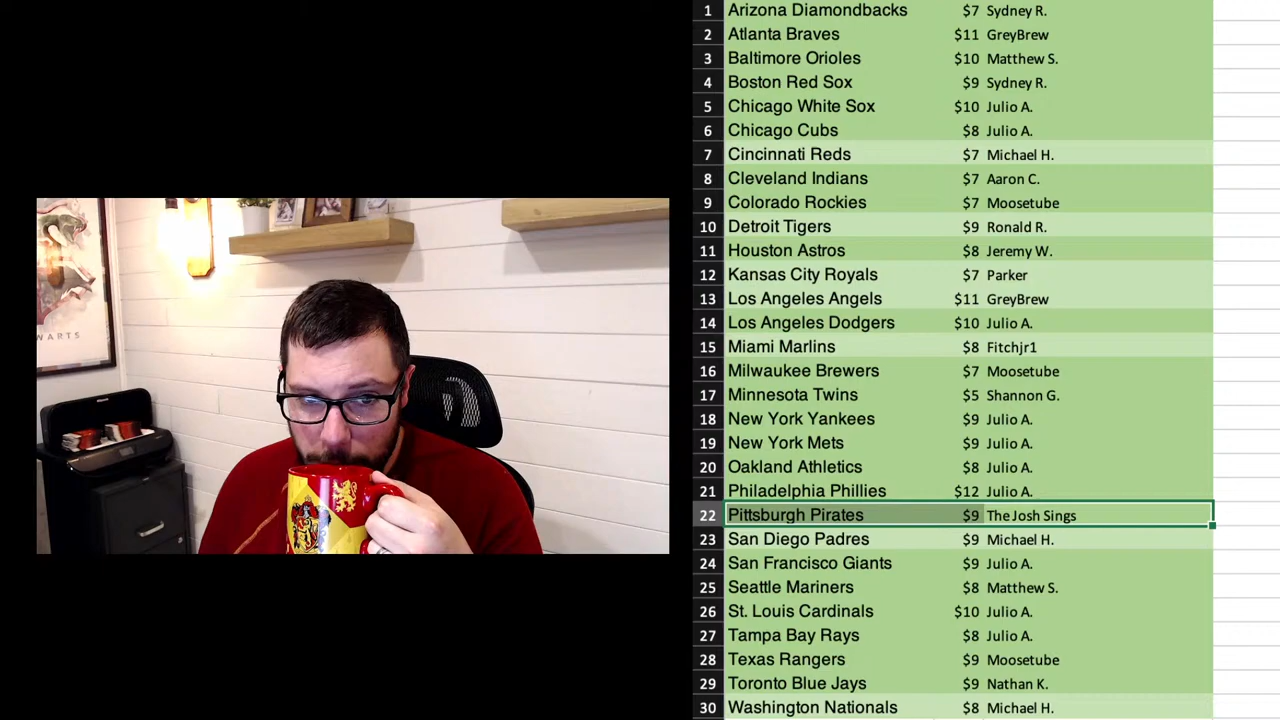 WARTS
1 Arizona Diamondbacks $7 Sydney R.
2 Atlanta Braves $11 GreyBrew
3 Baltimore Orioles $10 Matthew S.
4 Boston Red Sox $9 Sydney R.
5 Chicago White Sox $10 Julio A.
6 Chicago Cubs $8 Julio A.
7 Cincinnati Reds $7 Michael H.
8 Cleveland Indians $7 Aaron C.
9 Colorado Rockies $7 Moosetube
10 Detroit Tigers $9 Ronald R.
11 Houston Astros $8 Jeremy W.
12 Kansas City Royals $7 Parker
13 Los Angeles Angels $11 GreyBrew
14 Los Angeles Dodgers $10 Julio A.
15 Miami Marlins $8 Fitchjr1
16 Milwaukee Brewers $7 Moosetube
17 Minnesota Twins $5 Shannon G.
18 New York Yankees $9 Julio A.
19 New York Mets $9 Julio A.
20 Oakland Athletics $8 Julio A.
21 Philadelphia Phillies $12 Julio A.
22 Pittsburgh Pirates $9 The Josh Sings
23 San Diego Padres $9 Michael H.
24 San Francisco Giants $9 Julio A.
25 Seattle Mariners $8 Matthew S.
26 St. Louis Cardinals $10 Julio A.
27 Tampa Bay Rays $8 Julio A.
28 Texas Rangers $9 Moosetube
29 Toronto Blue Jays $9 Nathan K.
30 Washington Nationals $8 Michael H.